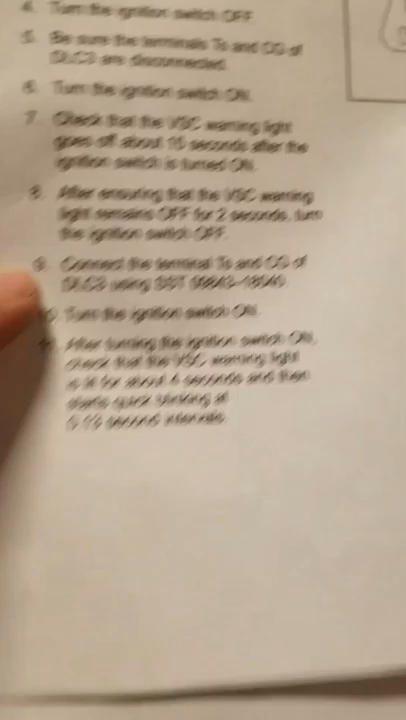 4. Turn the ignition switch OFF.
5. Be sure the terminals Ts and CG of
DLC3 are disconnected.
6. Turn the ignition switch ON.
7. Check that the VSC warning light
goes off about 15 seconds after the
ignition switch is turned ON.
8. After ensuring that the VSC warning
light remains OFF for 2 seconds, turn
the ignition switch OFF.
9. Connect the terminal Ts and CG of
DLC3 using SST
10. Turn the ignition switch ON.
11. After turning the ignition switch ON,
check that the VSC warning light
is lit for about 4 seconds and then
starts quick blinking at
second intervals.